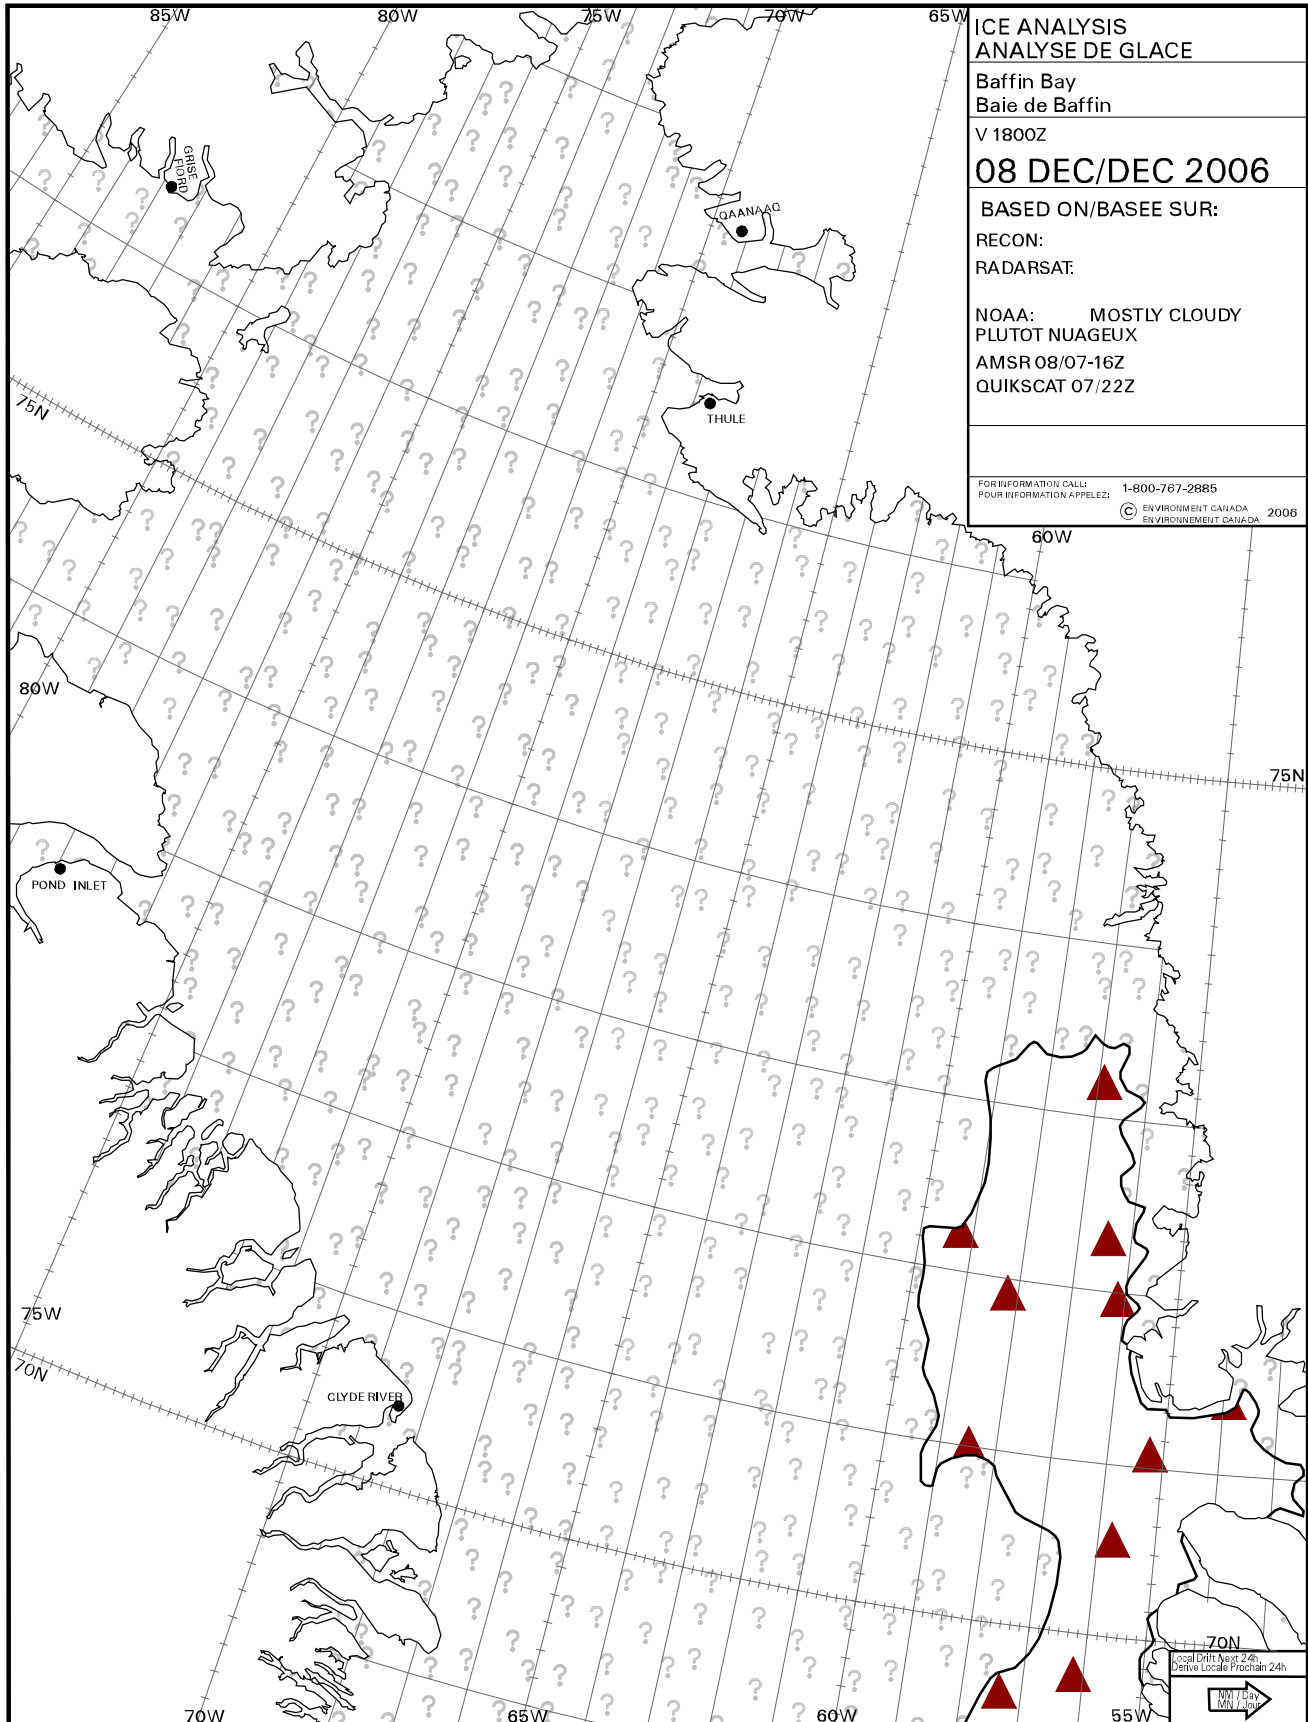 85W
80W
75W
70W
65W
ICE ANALYSIS
ANALYSE DE GLACE
Baffin Bay
Baie de Baffin
V 1800Z
08 DEC/DEC 2006
BASED ON/BASEE SUR:
RECON:
RADARSAT:
NOAA: MOSTLY CLOUDY
PLUTOT NUAGEUX
AMSR 08/07-16Z
QUIKSCAT 07/22Z
FOR INFORMATION CALL:
POUR INFORMATION APPELEZ:
1-800-767-2885
© ENVIRONMENT CANADA
ENVIRONNEMENT CANADA
2006
GRISE
FIORD
QAANAAQ
75N
THULE
60W
80W
75N
POND INLET
75W
70N
CLYDE RIVER
70N
Local Drift Next 24h
Derive Locale Prochain 24h
NM / Day
MN / Jour
70W
65W
60W
55W